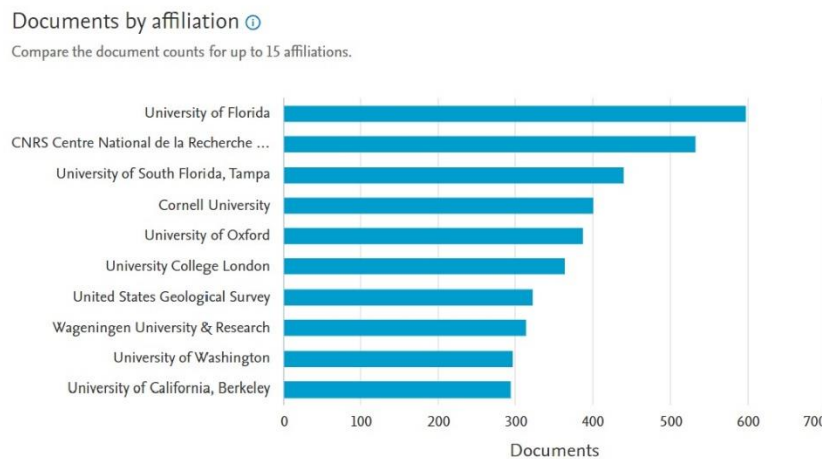 Documents by affiliation
Compare the document counts for up to 15 affiliations.
University of Florida
CNRS Centre National de la Recherche ...
University of South Florida, Tampa
Cornell University
University of Oxford
University College London
United States Geological Survey
Wageningen University & Research
University of Washington
University of California, Berkeley
0 100 200 300 400 500 600 700
Documents